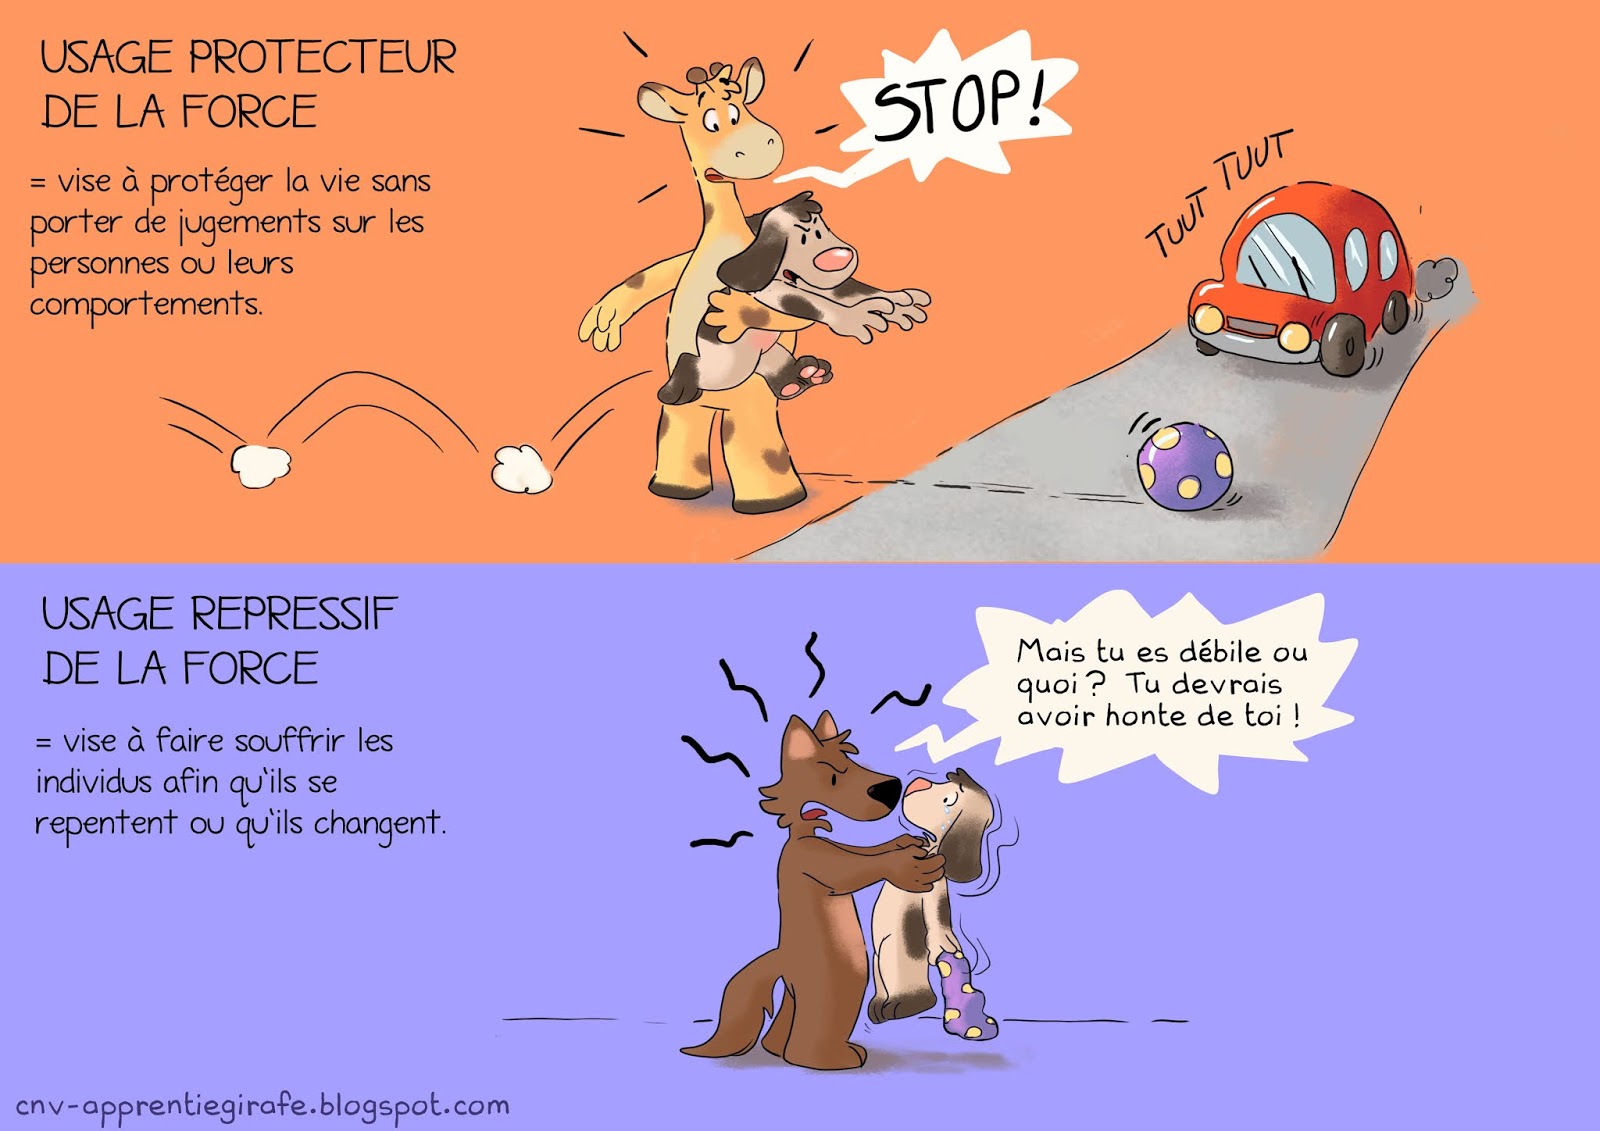 USAGE PROTECTEUR
DE LA FORCE
= vise à protéger la vie sans
porter de jugements sur les
personnes ou leurs
comportements.
STOP!
TUUT TUUT
USAGE REPRESSIF
DE LA FORCE
= vise à faire souffrir les
individus afin qu'ils se
repentent ou qu'ils changent.
Mais tu es débile ou
quoi ? Tu devrais
avoir honte de toi !
cnv-apprentiegirafe.blogspot.com